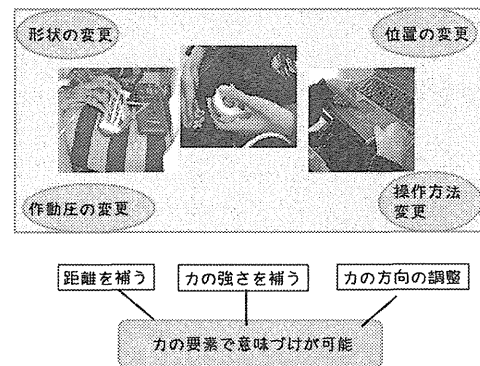 形状の変更
位置の変更
作動圧の変更
操作方法
変更
距離を補う
力の強さを補う
力の方向の調整
力の要素で意味づけが可能